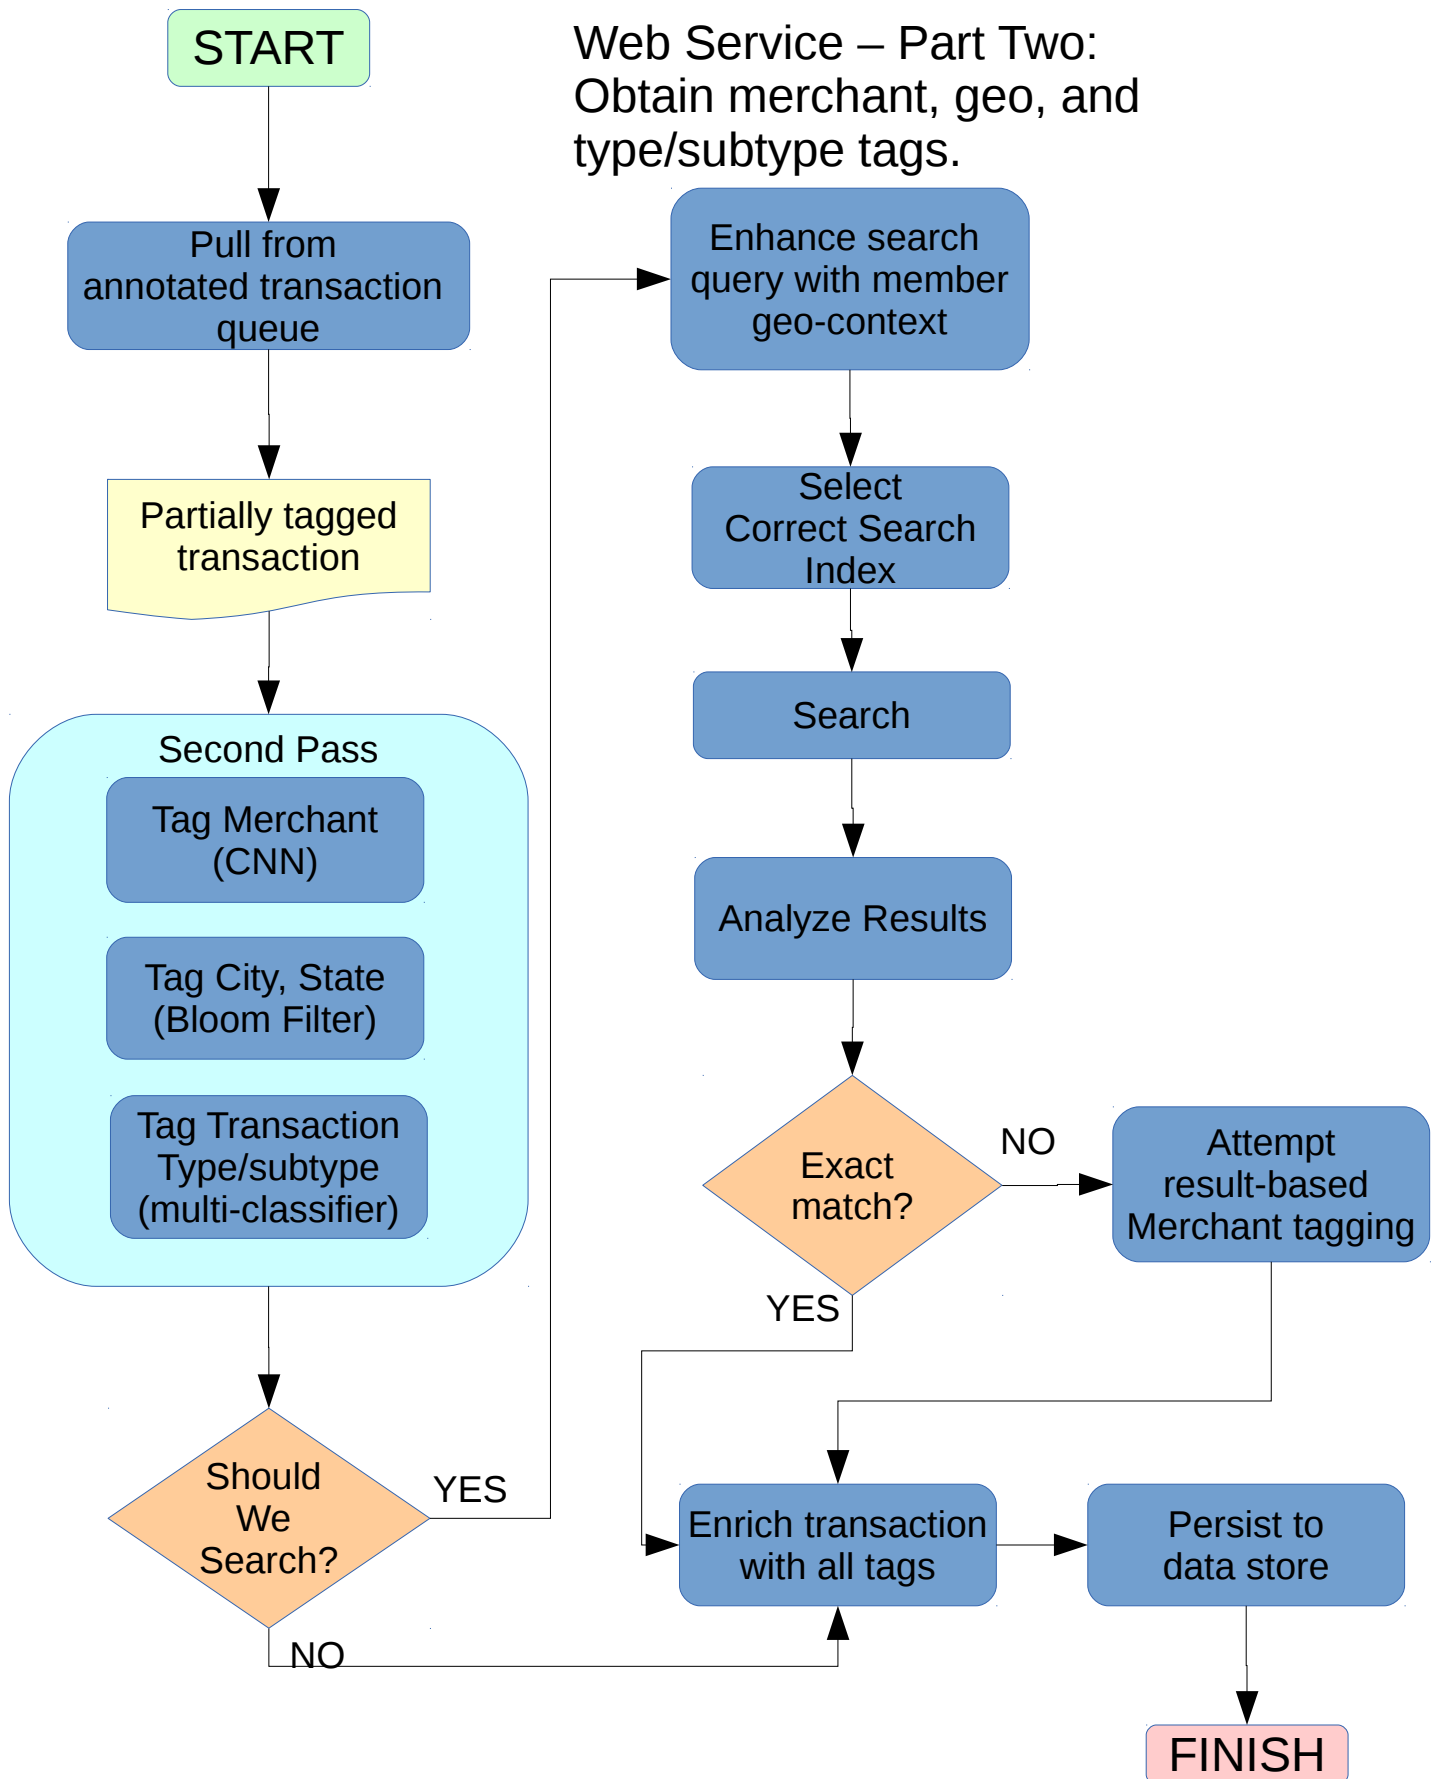 START
Web Service – Part Two:
Obtain merchant, geo, and
type/subtype tags.
Pull from
annotated transaction
queue
Partially tagged
transaction
Second Pass
Tag Merchant
(CNN)
Tag City, State
(Bloom Filter)
Tag Transaction
Type/subtype
(multi-classifier)
Should
We
Search?
YES
NO
Enhance search
query with member
geo-context
Select
Correct Search
Index
Search
Analyze Results
Exact
match?
NO
YES
Attempt
result-based
Merchant tagging
Enrich transaction
with all tags
Persist to
data store
FINISH